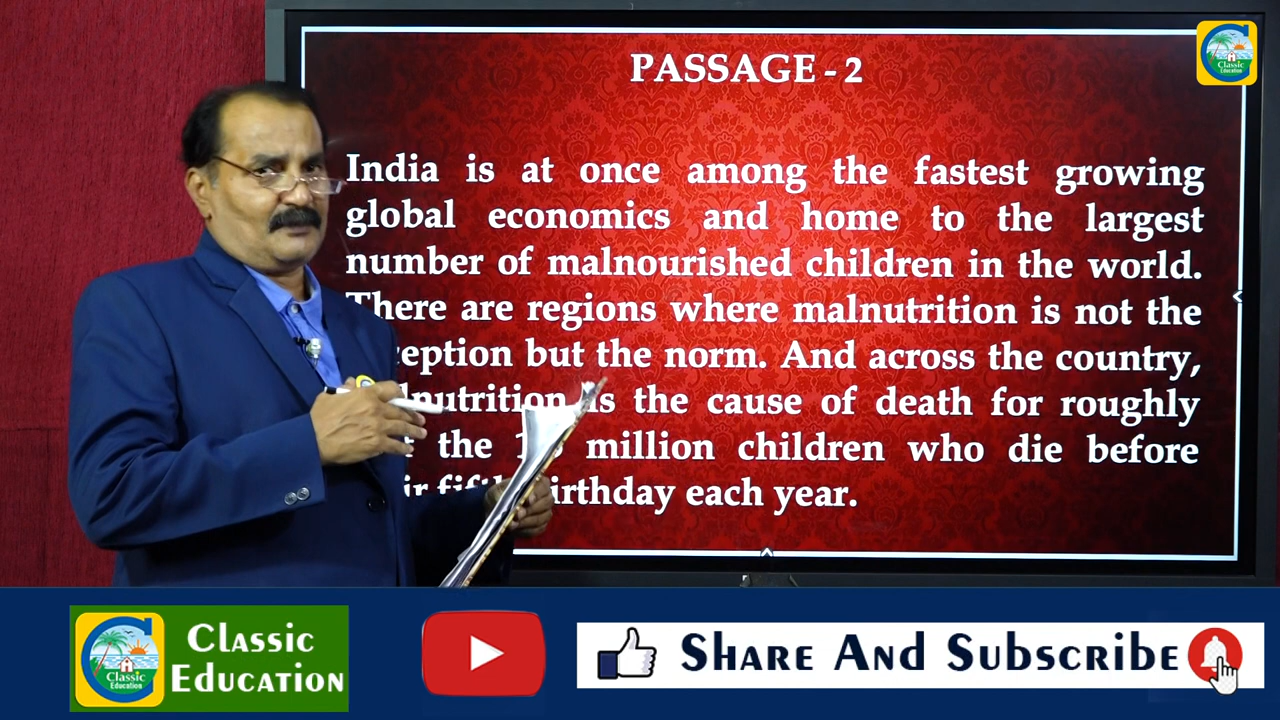 PASSAGE - 2
Classic
Education
India is at once among the fastest growing
global economics and home to the largest
number of malnourished children in the world.
There are regions where malnutrition is not the
but the norm. And across the country,
is the cause of death for roughly
the million children who die before
each year.
Classic
Education
Classic
Education
Share And Subscribe